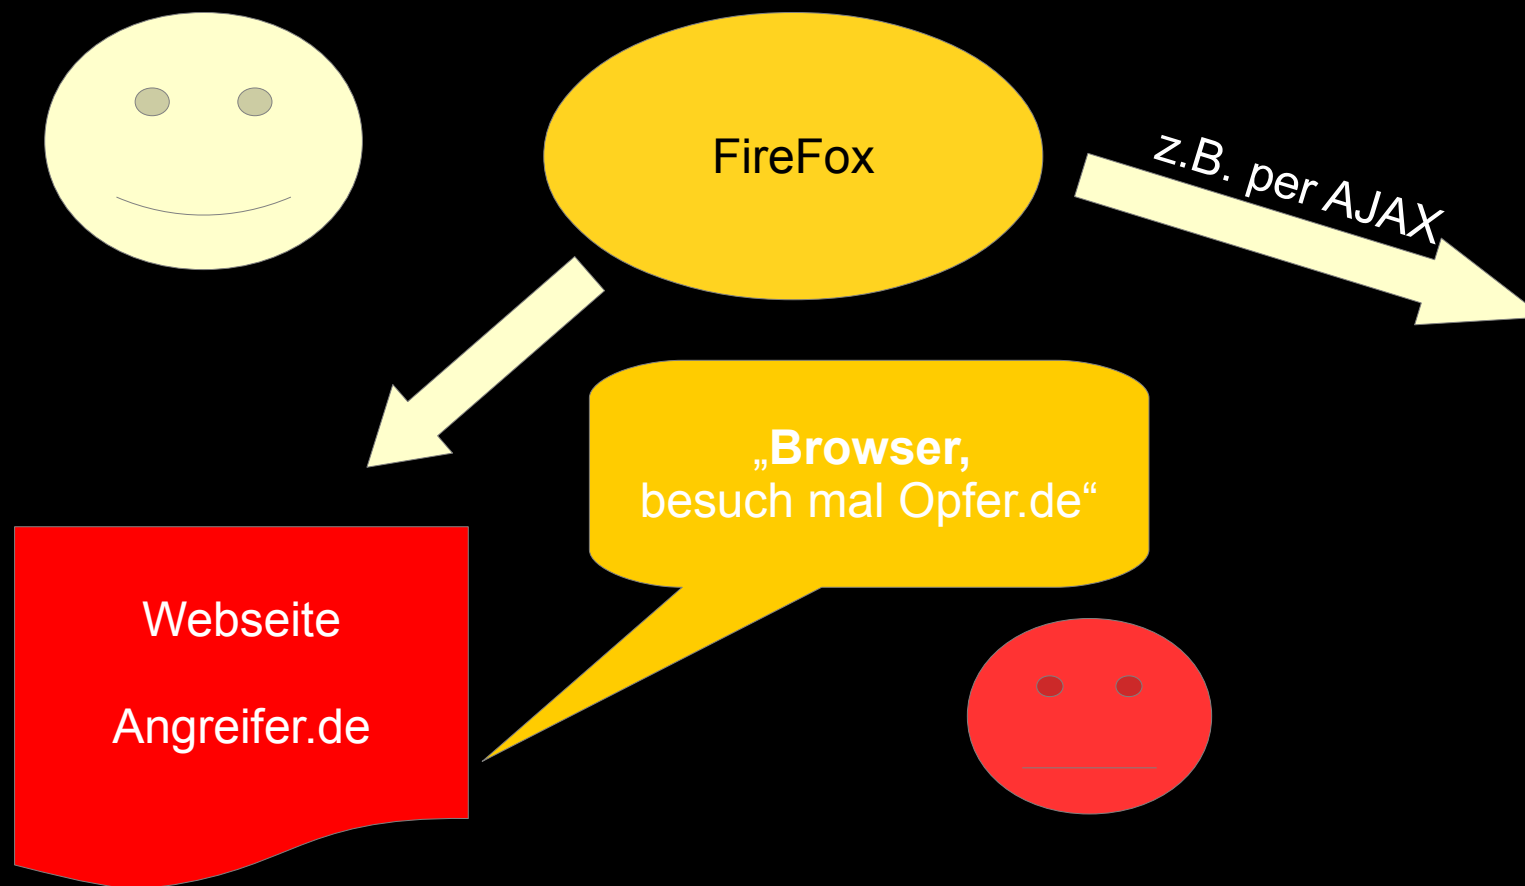 FireFox
z.B. per AJAX
„Browser,
besuch mal Opfer.de“
Webseite
Angreifer.de